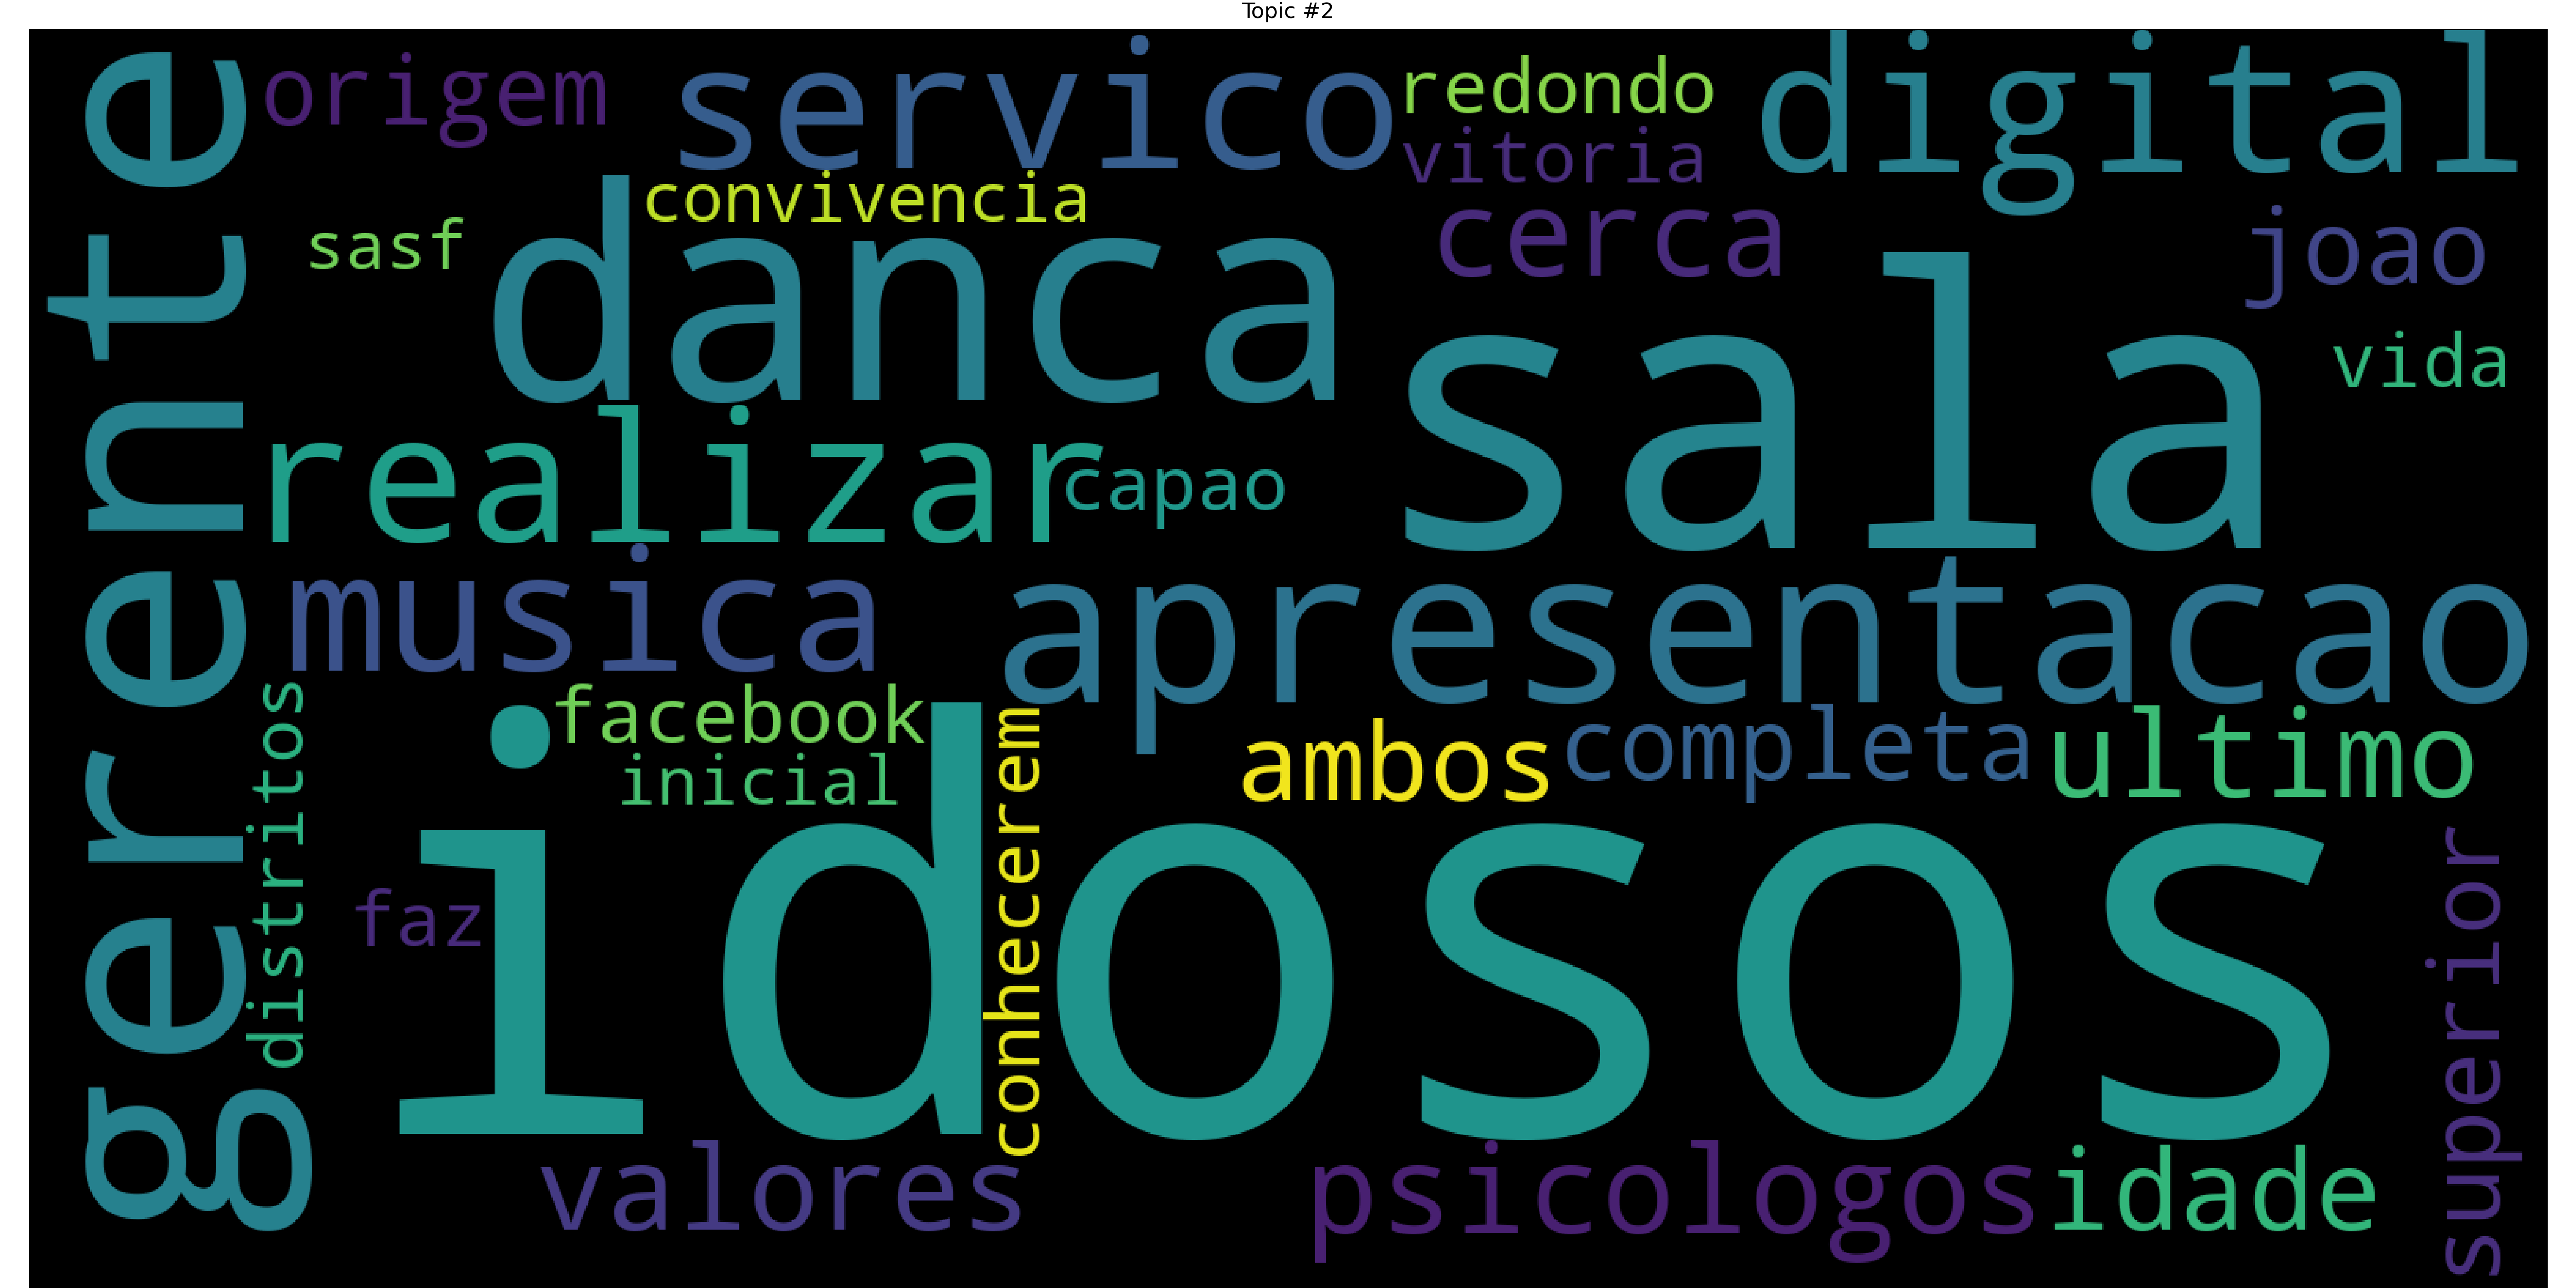 Topic #2
gerente
origem
servico
redondo
digital
vitoria
convivencia
sasf
danca
cerca
joao
sala
vida
realizar
capao
musica
apresentacao
distritos
facebook
inicial
conhecerem
ambos
completa
ultimo
faz
idosos
superior
valores
psicologos
idade